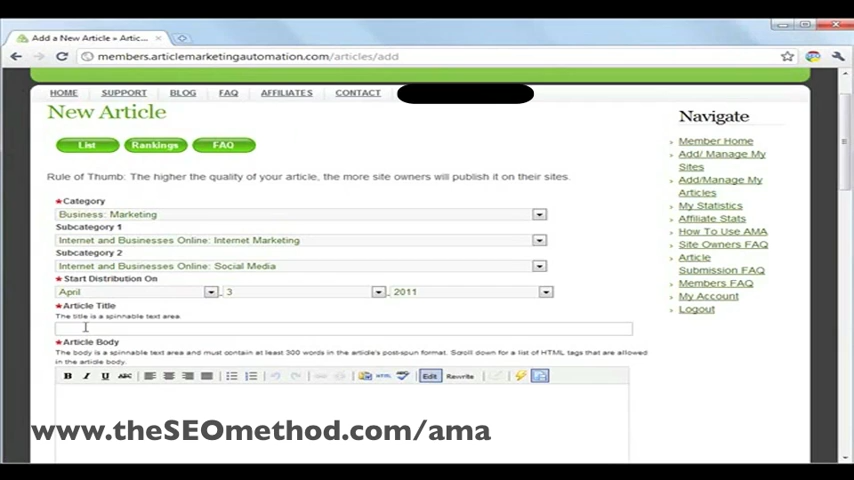 Add a New Article » Artic...
members.articlemarketingautomation.com/articles/add
HOME SUPPORT BLOG FAQ AFFILIATES CONTACT
New Article
List Rankings FAQ
Rule of Thumb: The higher the quality of your article, the more site owners will publish it on their sites.
*Category
Business: Marketing
Subcategory 1
Internet and Businesses Online: Internet Marketing
Subcategory 2
Internet and Businesses Online: Social Media
*Start Distribution On
April - 3 - 2011
*Article Title
The title is a spinnable text area.
*Article Body
The body is a spinnable text area and must contain at least 300 words in the article's post-spun format. Scroll down for a list of HTML tags that are allowed
in the article body.
B I U ABC HTML Edit Rewrite
Navigate
Member Home
Add/ Manage My
Sites
Add/Manage My
Articles
My Statistics
Affiliate Stats
How To Use AMA
Site Owners FAQ
Article
Submission FAQ
Members FAQ
My Account
Logout
www.theSEOmethod.com/ama